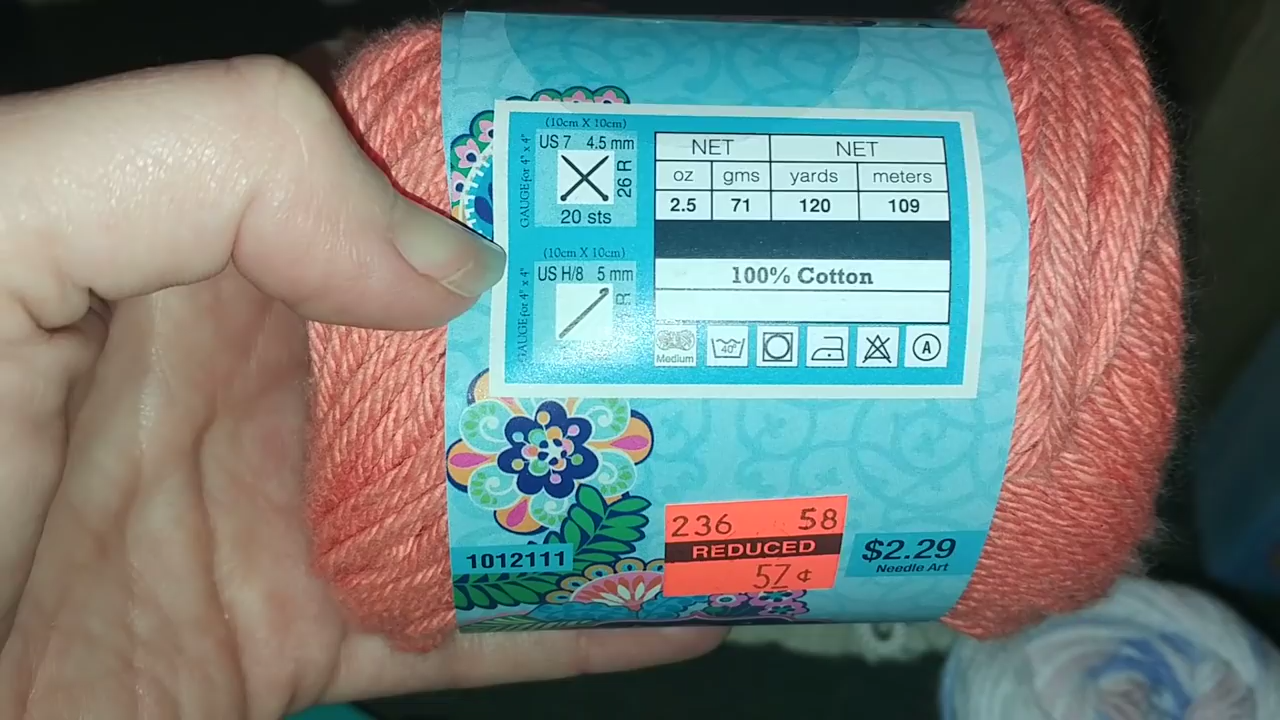 (10cm X 10cm)
GAUGE for 4" x 4"
US 7 4.5 mm
26 R
20 sts
(10cm X 10cm)
GAUGE for 4" x 4"
US H/8 5 mm
R
NET NET
oz gms yards meters
2.5 71 120 109
100% Cotton
Medium
40°
A
236 58
REDUCED
57¢
1012111
$2.29
Needle Art